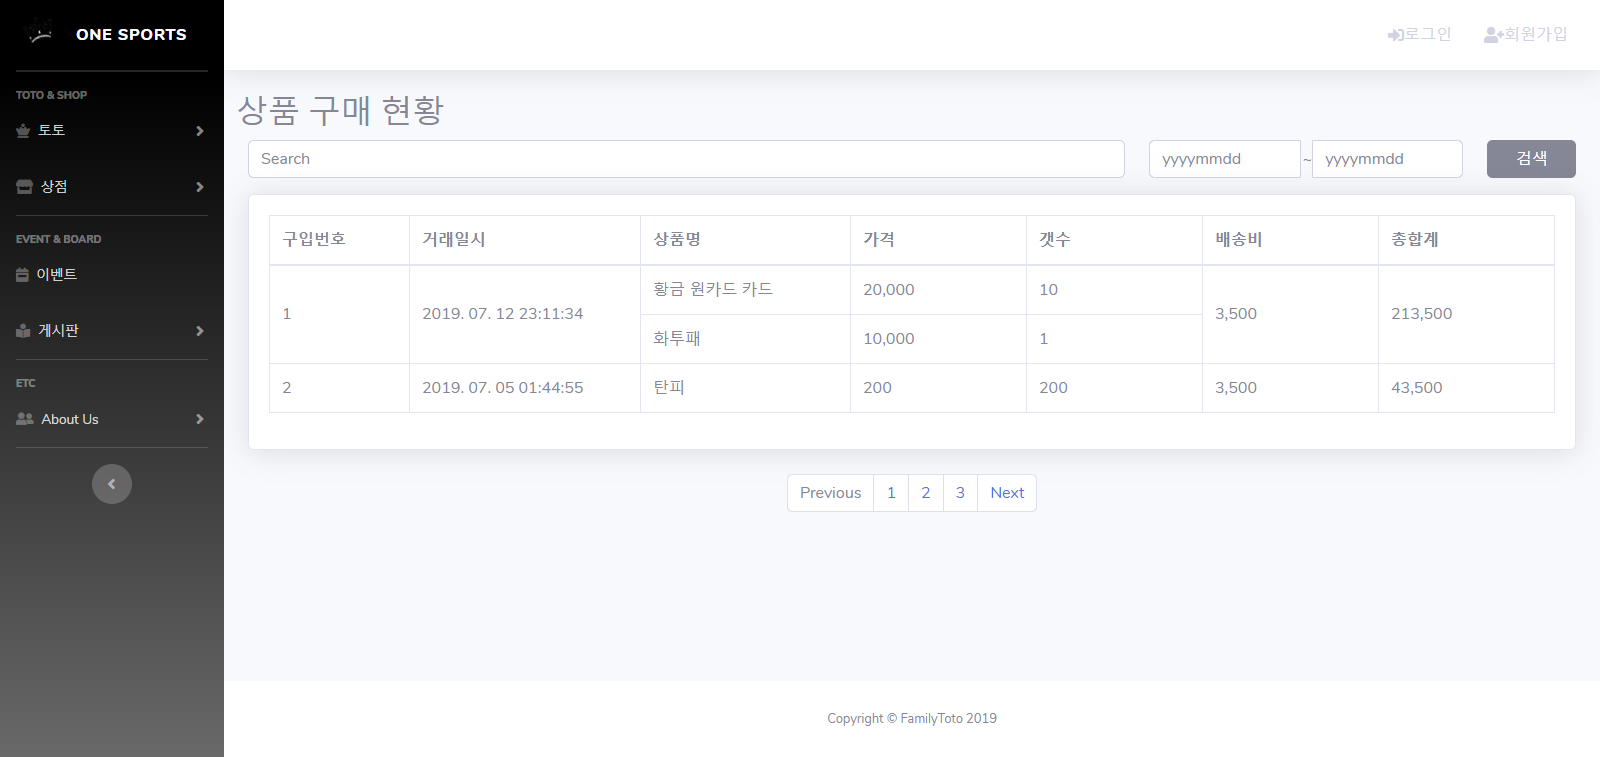 ONE SPORTS
로그인 회원가입
TOTO & SHOP
토토
상점
EVENT & BOARD
이벤트
게시판
ETC
About Us
상품 구매 현황
Search yyyymmdd ~ yyyymmdd 검색
구입번호 거래일시 상품명 가격 갯수 배송비 총합계
1 2019. 07. 12 23:11:34 황금 원카드 카드 20,000 10 3,500 213,500
화투패 10,000 1
2 2019. 07. 05 01:44:55 탄피 200 200 3,500 43,500
Previous 1 2 3 Next
Copyright © FamilyToto 2019